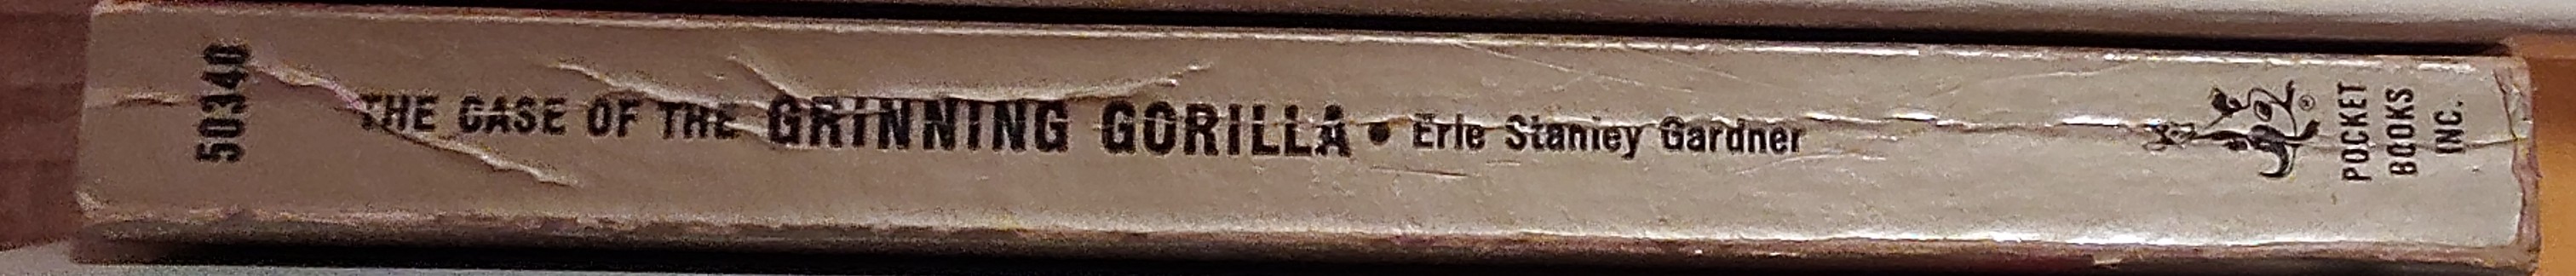 50340
THE CASE OF THE GRINNING GORILLA • Erle Stanley Gardner
®
POCKET
BOOKS
INC.